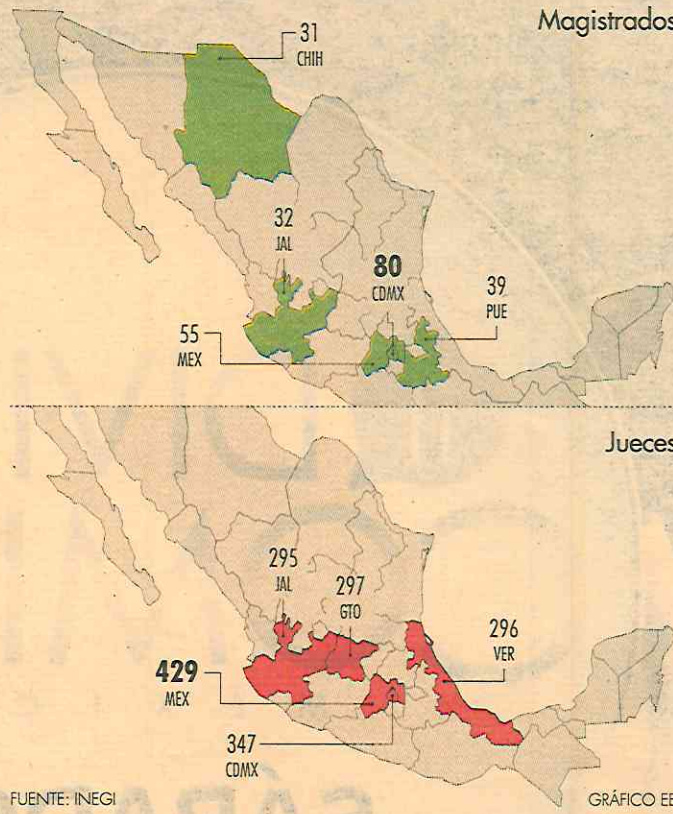 Magistrados
31
CHIH
32
JAL
80
CDMX
39
PUE
55
MEX
Jueces
295
JAL
297
GTO
296
VER
429
MEX
347
CDMX
FUENTE: INEGI
GRÁFICO EE